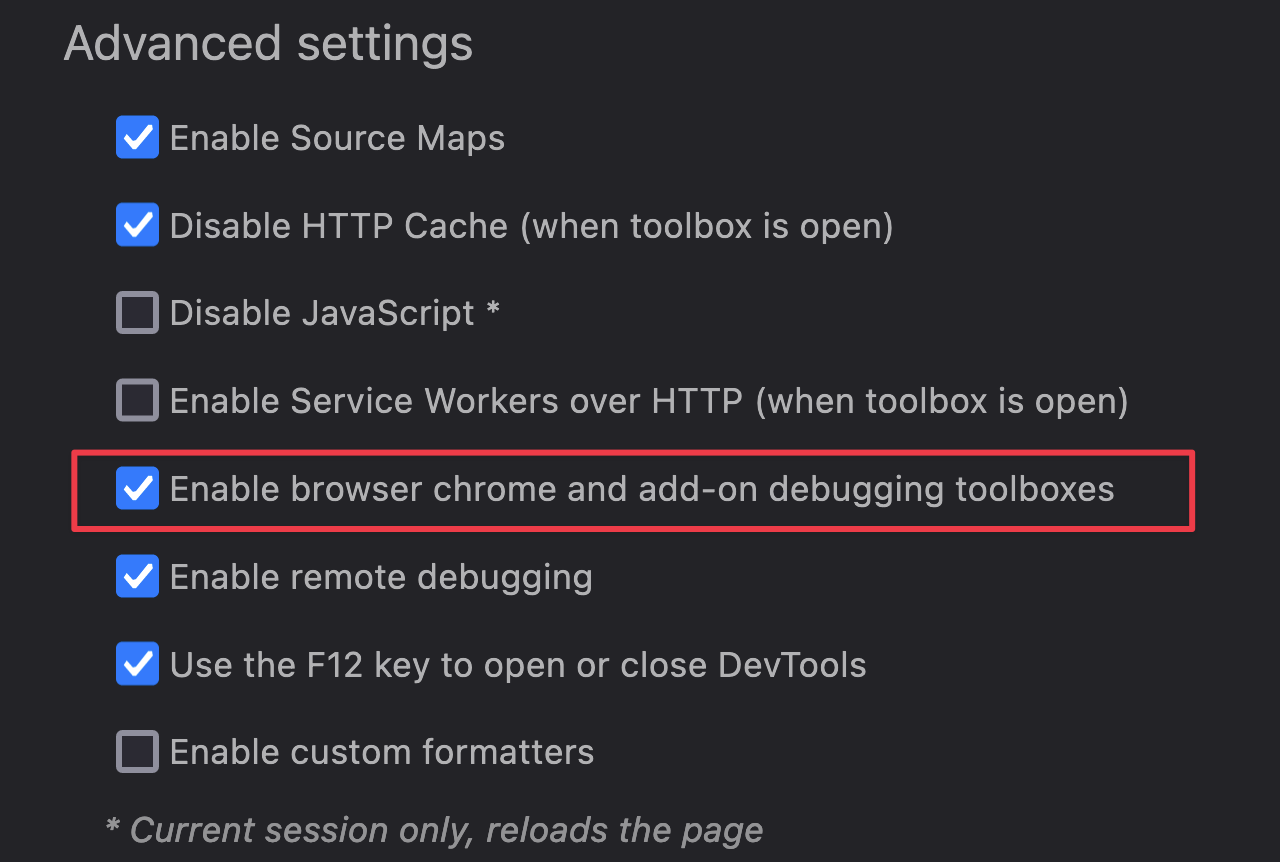 Advanced settings
Enable Source Maps
Disable HTTP Cache (when toolbox is open)
Disable JavaScript *
Enable Service Workers over HTTP (when toolbox is open)
Enable browser chrome and add-on debugging toolboxes
Enable remote debugging
Use the F12 key to open or close DevTools
Enable custom formatters
* Current session only, reloads the page